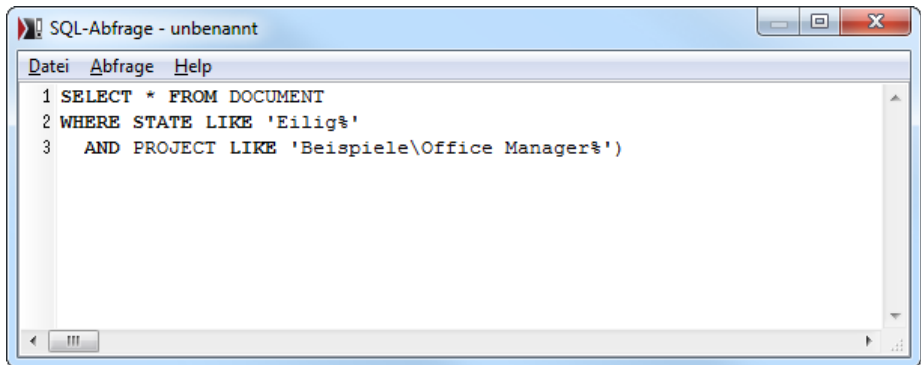 SQL-Abfrage - unbenannt
Datei Abfrage Help
1 SELECT * FROM DOCUMENT
2 WHERE STATE LIKE 'Eilig%'
3 AND PROJECT LIKE 'Beispiele\Office Manager%')